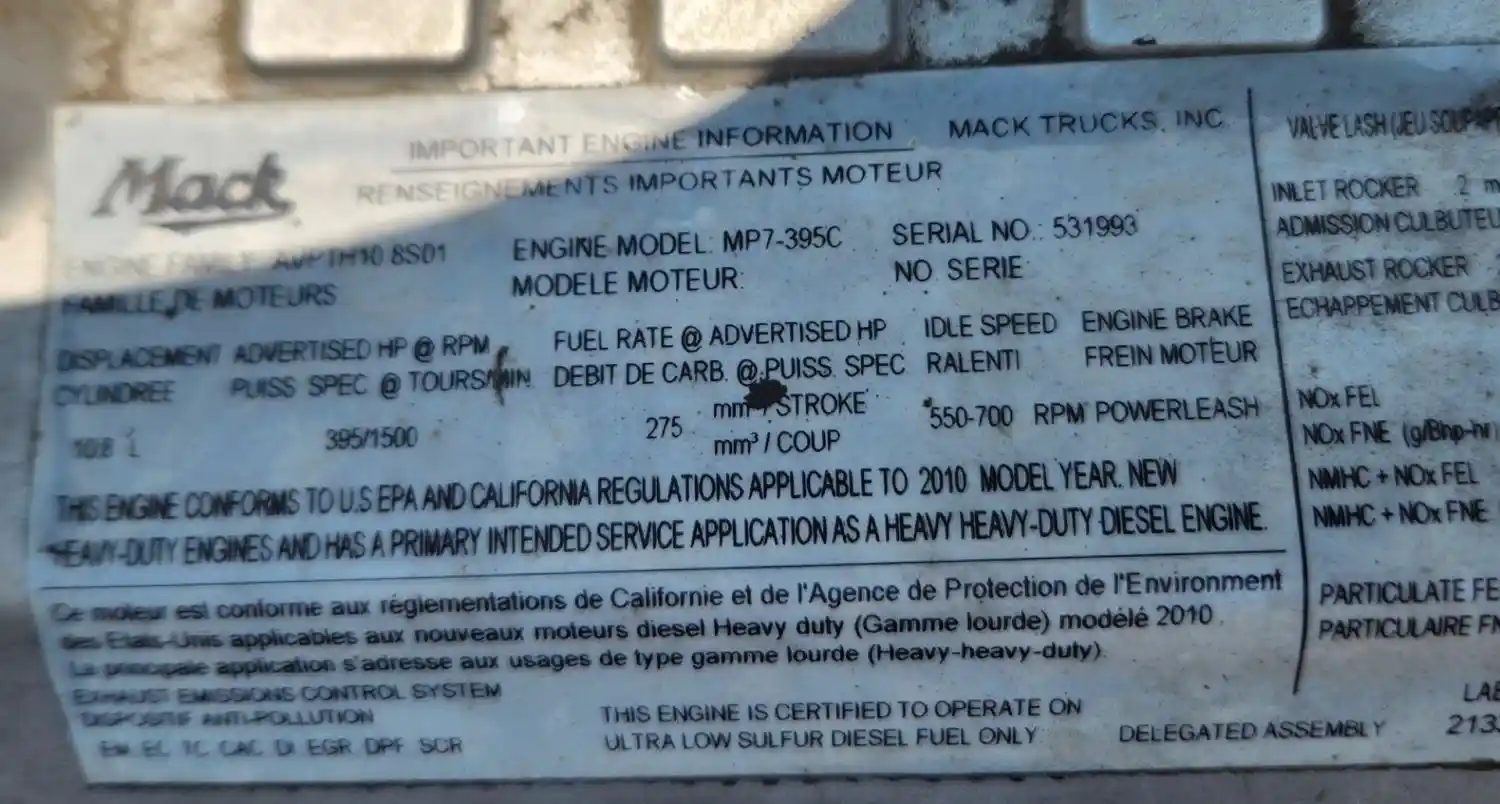 Mack
IMPORTANT ENGINE INFORMATION MACK TRUCKS, INC
RENSEIGNEMENTS IMPORTANTS MOTEUR
ENGINE FAMILY 8S01 ENGINE MODEL: MP7-395C SERIAL NO.: 531993
FAMILLE DE MOTEURS MODELE MOTEUR: NO. SERIE
DISPLACEMENT ADVERTISED HP @ RPM FUEL RATE @ ADVERTISED HP IDLE SPEED ENGINE BRAKE
CYLINDREE PUISS SPEC @ TOURS/MIN. DEBIT DE CARB. @ PUISS. SPEC RALENTI FREIN MOTEUR
395/1500 275 / STROKE 550-700 RPM POWERLEASH
mm³ / COUP
THIS ENGINE CONFORMS TO U.S EPA AND CALIFORNIA REGULATIONS APPLICABLE TO 2010 MODEL YEAR. NEW
HEAVY-DUTY ENGINES AND HAS A PRIMARY INTENDED SERVICE APPLICATION AS A HEAVY HEAVY-DUTY DIESEL ENGINE.
Ce moteur est conforme aux réglementations de Californie et de l'Agence de Protection de l'Environment
des Etats-Unis applicables aux nouveaux moteurs diesel Heavy duty (Gamme lourde) modélé 2010.
La principale application s'adresse aux usages de type gamme lourde (Heavy-heavy-duty)
EXHAUST EMISSIONS CONTROL SYSTEM
DISPOSITIF ANTI-POLLUTION
EC TC CAC DI EGR DPF SCR
THIS ENGINE IS CERTIFIED TO OPERATE ON
ULTRA LOW SULFUR DIESEL FUEL ONLY DELEGATED ASSEMBLY
VALVE LASH
INLET ROCKER .2
ADMISSION
EXHAUST ROCKER
ECHAPPEMENT
NOx FEL
NOx FNE (g/Bhp-hr)
NMHC + NOx FEL
NMHC + NOx FNE
PARTICULATE
PARTICULAIRE